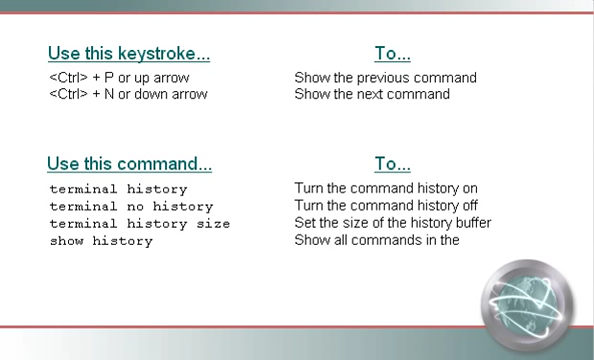 Use this keystroke... To...
<Ctrl> + P or up arrow Show the previous command
<Ctrl> + N or down arrow Show the next command
Use this command... To...
terminal history Turn the command history on
terminal no history Turn the command history off
terminal history size Set the size of the history buffer
show history Show all commands in the